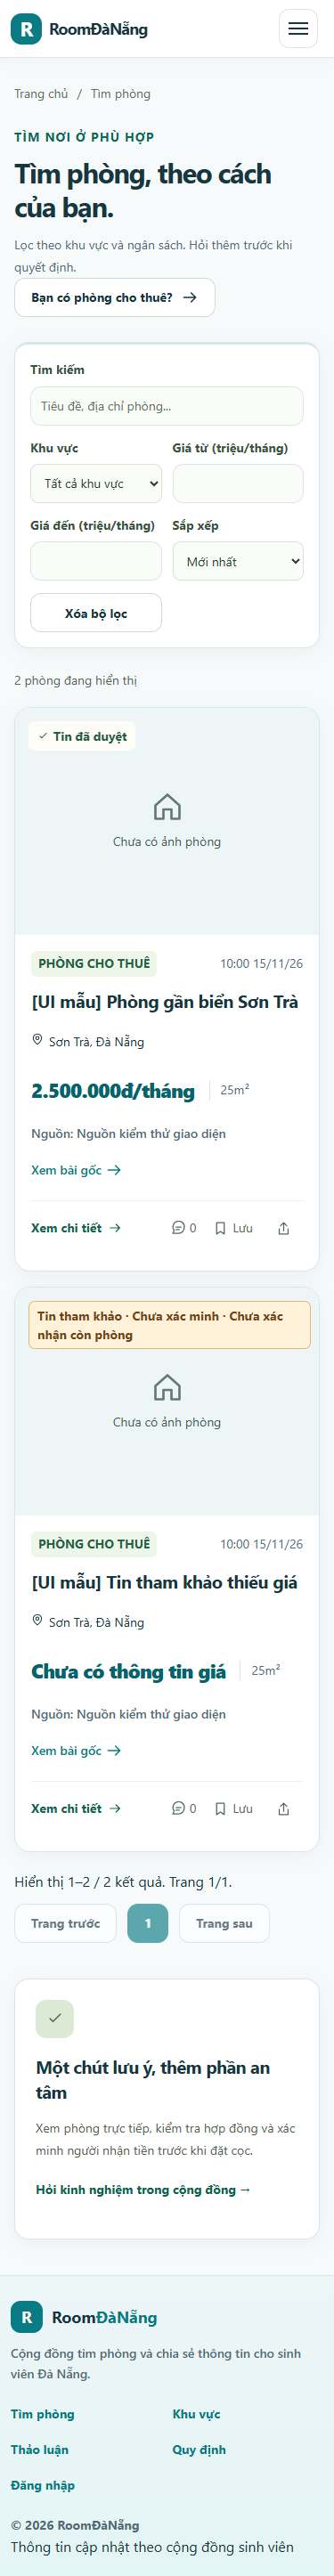 R RoomĐàNẵng
Trang chủ / Tìm phòng
TÌM NƠI Ở PHÙ HỢP
Tìm phòng, theo cách
của bạn.
Lọc theo khu vực và ngân sách. Hỏi thêm trước khi
quyết định.
Bạn có phòng cho thuê? →
Tìm kiếm
Tiêu đề, địa chỉ phòng...
Khu vực Giá từ (triệu/tháng)
Tất cả khu vực
Giá đến (triệu/tháng) Sắp xếp
Mới nhất
Xóa bộ lọc
2 phòng đang hiển thị
✓ Tin đã duyệt
Chưa có ảnh phòng
PHÒNG CHO THUÊ 10:00 15/11/26
[UI mẫu] Phòng gần biển Sơn Trà
Sơn Trà, Đà Nẵng
2.500.000đ/tháng 25m²
Nguồn: Nguồn kiểm thử giao diện
Xem bài gốc →
Xem chi tiết → 0 Lưu
Tin tham khảo · Chưa xác minh · Chưa xác
nhận còn phòng
Chưa có ảnh phòng
PHÒNG CHO THUÊ 10:00 15/11/26
[UI mẫu] Tin tham khảo thiếu giá
Sơn Trà, Đà Nẵng
Chưa có thông tin giá 25m²
Nguồn: Nguồn kiểm thử giao diện
Xem bài gốc →
Xem chi tiết → 0 Lưu
Hiển thị 1–2 / 2 kết quả. Trang 1/1.
Trang trước 1 Trang sau
Một chút lưu ý, thêm phần an
tâm
Xem phòng trực tiếp, kiểm tra hợp đồng và xác
minh người nhận tiền trước khi đặt cọc.
Hỏi kinh nghiệm trong cộng đồng →
R RoomĐàNẵng
Cộng đồng tìm phòng và chia sẻ thông tin cho sinh
viên Đà Nẵng.
Tìm phòng Khu vực
Thảo luận Quy định
Đăng nhập
© 2026 RoomĐàNẵng
Thông tin cập nhật theo cộng đồng sinh viên